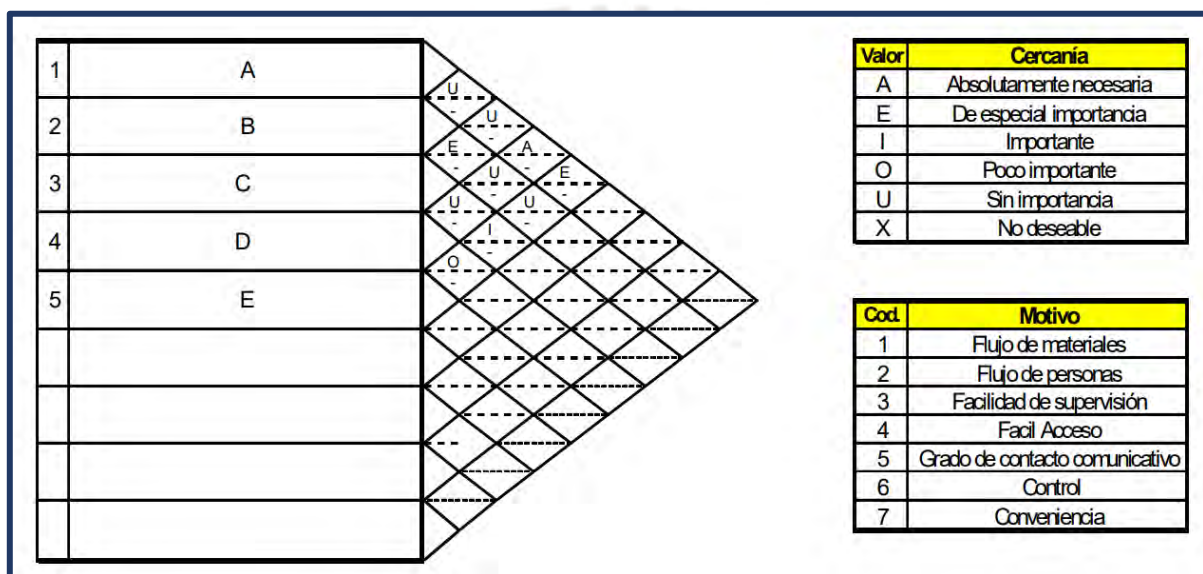 1 A
2 B
3 C
4 D
5 E
U
-
U
-
E A
- -
U E
- -
U U
- -
I
-
O
-
Valor Cercanía
A Absolutamente necesaria
E De especial importancia
I Importante
O Poco importante
U Sin importancia
X No deseable
Cod. Motivo
1 Flujo de materiales
2 Flujo de personas
3 Facilidad de supervisión
4 Facil Acceso
5 Grado de contacto comunicativo
6 Control
7 Conveniencia